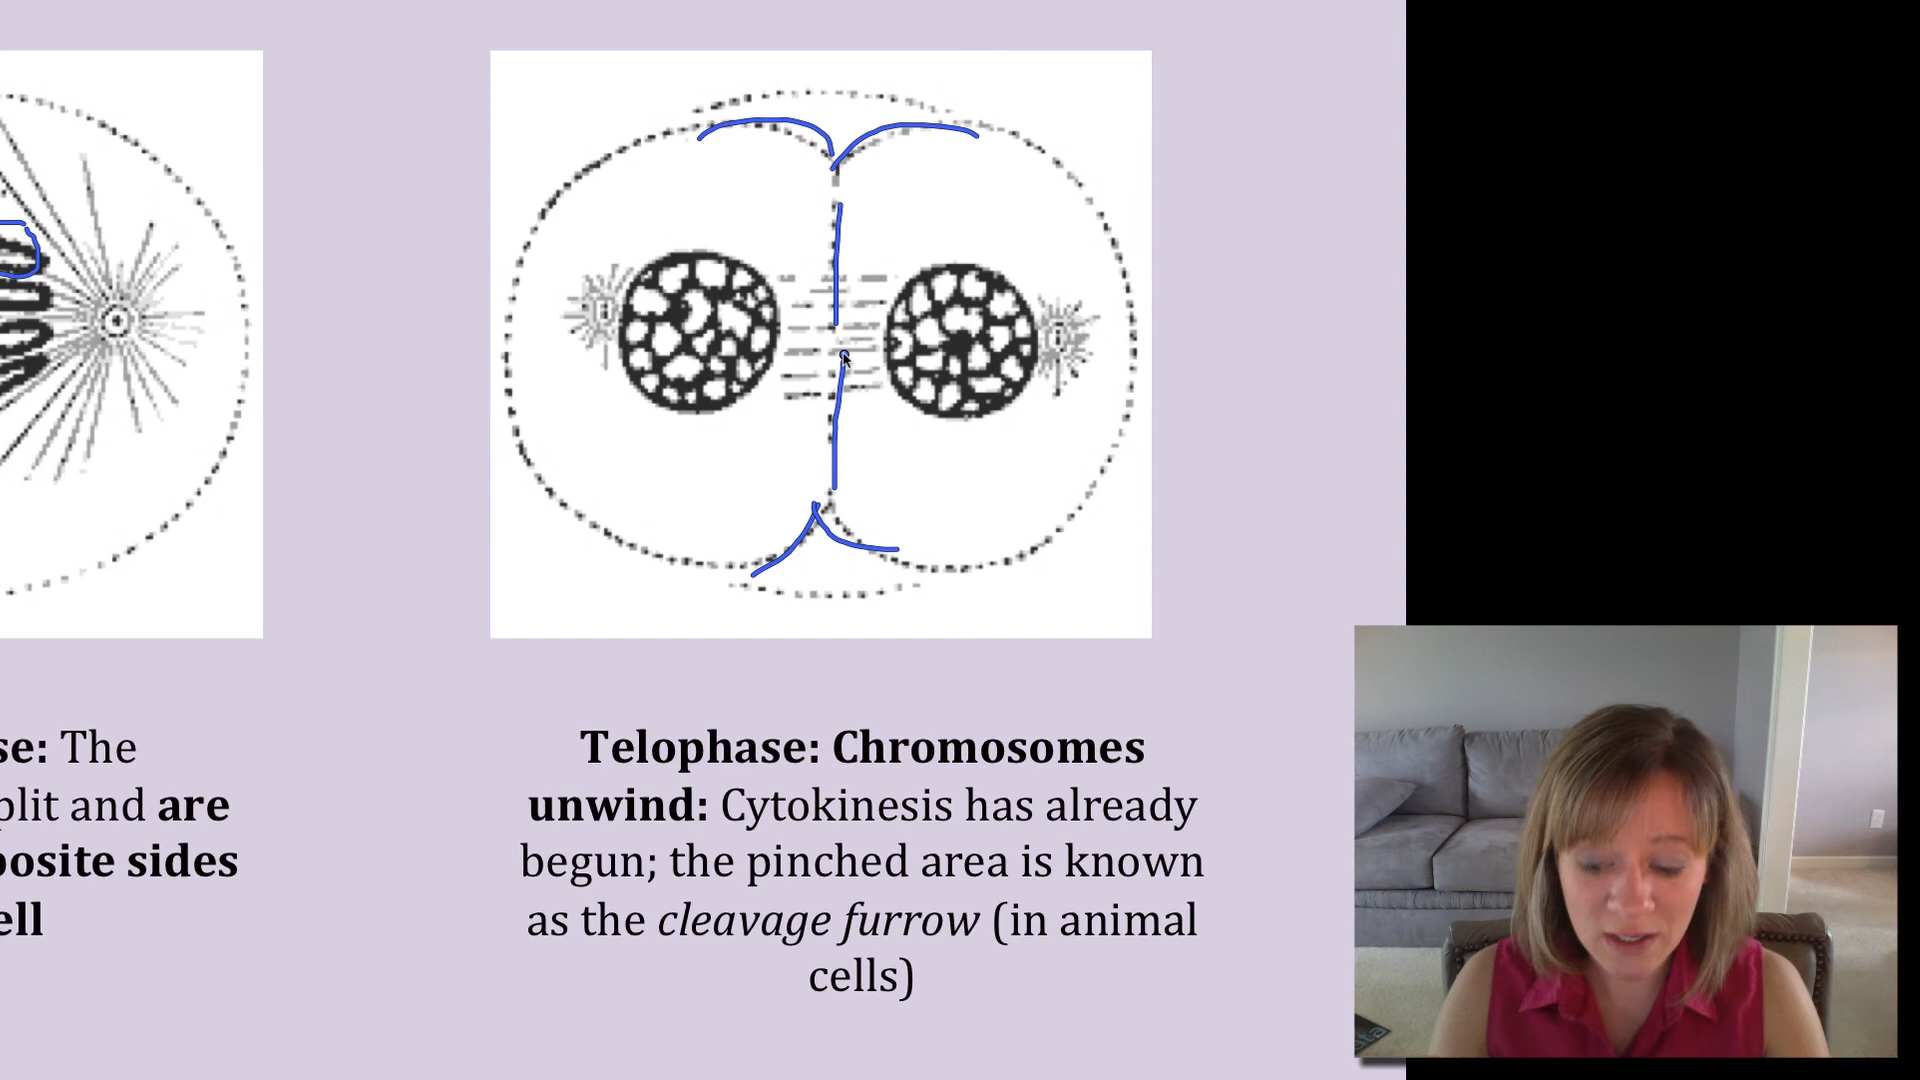 se: The
plit and are
posite sides
ell
Telophase: Chromosomes
unwind: Cytokinesis has already
begun; the pinched area is known
as the cleavage furrow (in animal
cells)